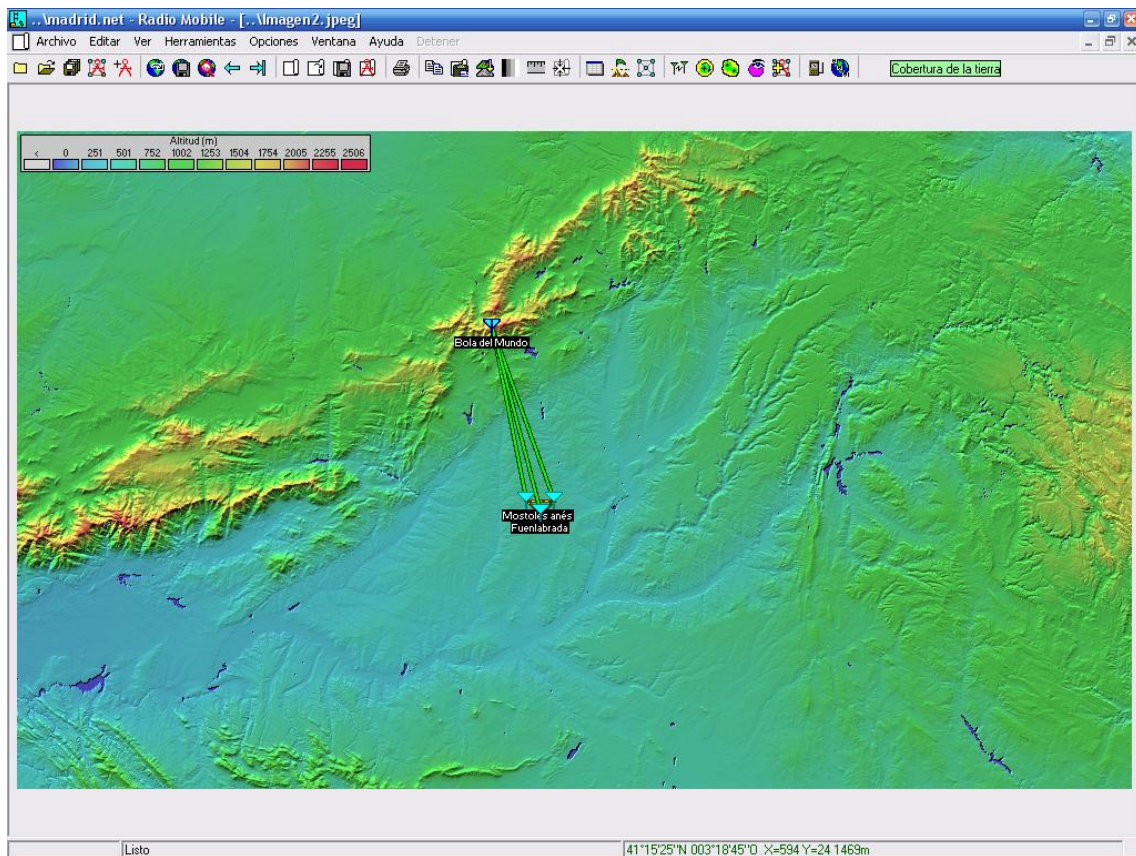 ..\madrid.net - Radio Mobile - [..\Imagen2.jpeg]
Archivo Editar Ver Herramientas Opciones Ventana Ayuda Detener
Cobertura de la tierra
Altitud (m)
< 0 251 501 752 1002 1253 1504 1754 2005 2255 2506
Bola del Mundo
Mostoles anés
Fuenlabrada
Listo
41°15'25''N 003°18'45''O X=594 Y=24 1469m